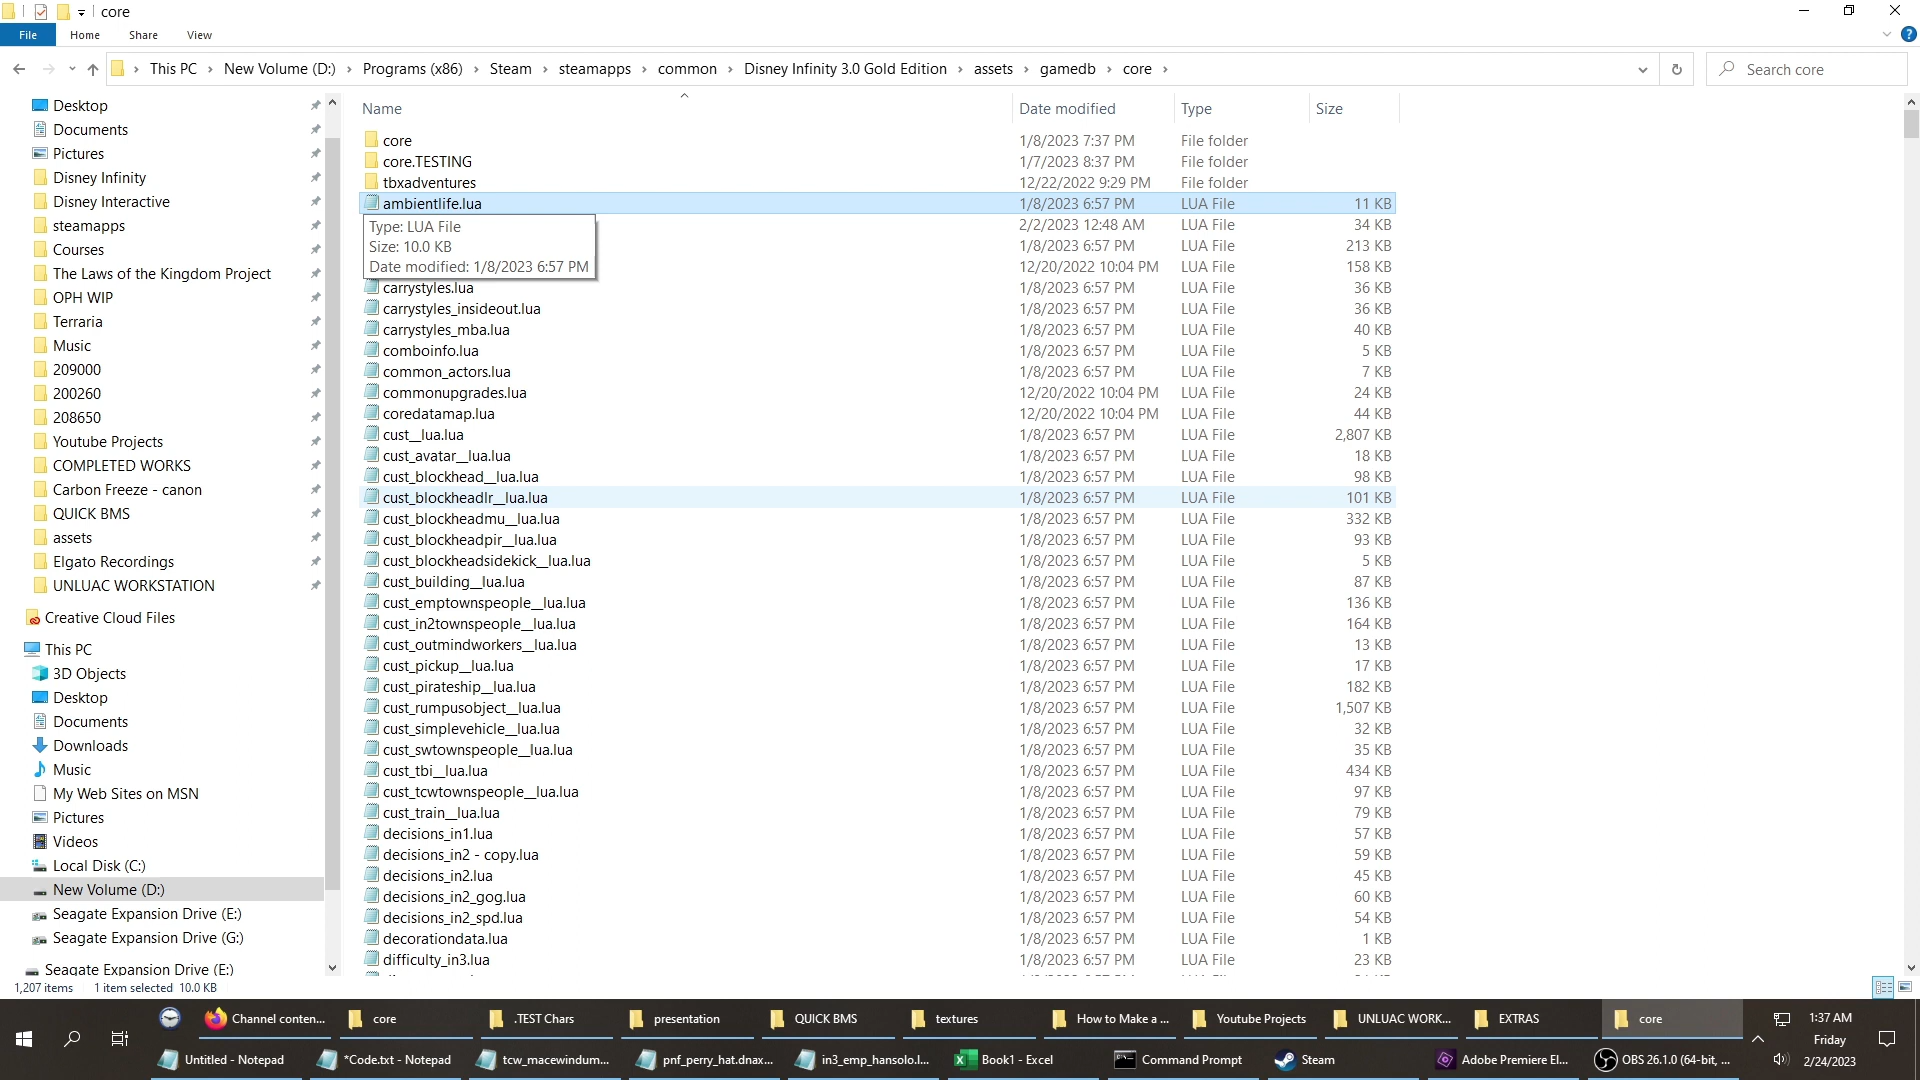 core
File Home Share View
This PC New Volume (D:) Programs (x86) Steam steamapps common Disney Infinity 3.0 Gold Edition assets gamedb core
Search core
Desktop
Documents
Pictures
Disney Infinity
Disney Interactive
steamapps
Courses
The Laws of the Kingdom Project
OPH WIP
Terraria
Music
209000
200260
208650
Youtube Projects
COMPLETED WORKS
Carbon Freeze - canon
QUICK BMS
assets
Elgato Recordings
UNLUAC WORKSTATION
Creative Cloud Files
This PC
3D Objects
Desktop
Documents
Downloads
Music
My Web Sites on MSN
Pictures
Videos
Local Disk (C:)
New Volume (D:)
Seagate Expansion Drive (E:)
Seagate Expansion Drive (G:)
Seagate Expansion Drive (E:)
Name Date modified Type Size
core 1/8/2023 7:37 PM File folder
core.TESTING 1/7/2023 8:37 PM File folder
tbxadventures 12/22/2022 9:29 PM File folder
ambientlife.lua 1/8/2023 6:57 PM LUA File 11 KB
Type: LUA File
Size: 10.0 KB
Date modified: 1/8/2023 6:57 PM
2/2/2023 12:48 AM LUA File 34 KB
1/8/2023 6:57 PM LUA File 213 KB
12/20/2022 10:04 PM LUA File 158 KB
carrystyles.lua 1/8/2023 6:57 PM LUA File 36 KB
carrystyles_insideout.lua 1/8/2023 6:57 PM LUA File 36 KB
carrystyles_mba.lua 1/8/2023 6:57 PM LUA File 40 KB
comboinfo.lua 1/8/2023 6:57 PM LUA File 5 KB
common_actors.lua 1/8/2023 6:57 PM LUA File 7 KB
commonupgrades.lua 12/20/2022 10:04 PM LUA File 24 KB
coredatamap.lua 12/20/2022 10:04 PM LUA File 44 KB
cust__lua.lua 1/8/2023 6:57 PM LUA File 2,807 KB
cust_avatar__lua.lua 1/8/2023 6:57 PM LUA File 18 KB
cust_blockhead__lua.lua 1/8/2023 6:57 PM LUA File 98 KB
cust_blockheadlr__lua.lua 1/8/2023 6:57 PM LUA File 101 KB
cust_blockheadmu__lua.lua 1/8/2023 6:57 PM LUA File 332 KB
cust_blockheadpir__lua.lua 1/8/2023 6:57 PM LUA File 93 KB
cust_blockheadsidekick__lua.lua 1/8/2023 6:57 PM LUA File 5 KB
cust_building__lua.lua 1/8/2023 6:57 PM LUA File 87 KB
cust_emptownspeople__lua.lua 1/8/2023 6:57 PM LUA File 136 KB
cust_in2townspeople__lua.lua 1/8/2023 6:57 PM LUA File 164 KB
cust_outmindworkers__lua.lua 1/8/2023 6:57 PM LUA File 13 KB
cust_pickup__lua.lua 1/8/2023 6:57 PM LUA File 17 KB
cust_pirateship__lua.lua 1/8/2023 6:57 PM LUA File 182 KB
cust_rumpusobject__lua.lua 1/8/2023 6:57 PM LUA File 1,507 KB
cust_simplevehicle__lua.lua 1/8/2023 6:57 PM LUA File 32 KB
cust_swtownspeople__lua.lua 1/8/2023 6:57 PM LUA File 35 KB
cust_tbi__lua.lua 1/8/2023 6:57 PM LUA File 434 KB
cust_tcwtownspeople__lua.lua 1/8/2023 6:57 PM LUA File 97 KB
cust_train__lua.lua 1/8/2023 6:57 PM LUA File 79 KB
decisions_in1.lua 1/8/2023 6:57 PM LUA File 57 KB
decisions_in2 - copy.lua 1/8/2023 6:57 PM LUA File 59 KB
decisions_in2.lua 1/8/2023 6:57 PM LUA File 45 KB
decisions_in2_gog.lua 1/8/2023 6:57 PM LUA File 60 KB
decisions_in2_spd.lua 1/8/2023 6:57 PM LUA File 54 KB
decorationdata.lua 1/8/2023 6:57 PM LUA File 1 KB
difficulty_in3.lua 1/8/2023 6:57 PM LUA File 23 KB
1,207 items 1 item selected 10.0 KB
Channel conten... core .TEST Chars presentation QUICK BMS textures How to Make a ... Youtube Projects UNLUAC WORK... EXTRAS core
Untitled - Notepad *Code.txt - Notepad tcw_macewindum... pnf_perry_hat.dnax... in3_emp_hansolo.l... Book1 - Excel Command Prompt Steam Adobe Premiere El... OBS 26.1.0 (64-bit, ...
1:37 AM
Friday
2/24/2023